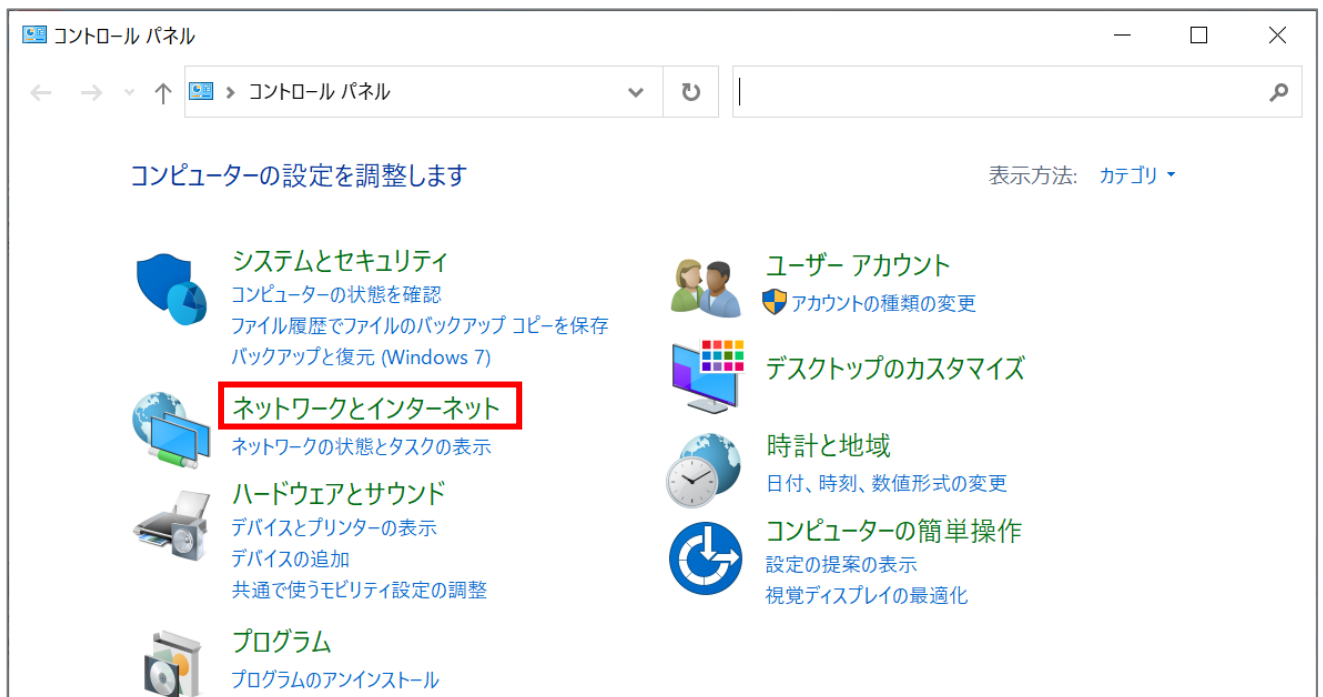 コントロール パネル
コントロール パネル
コンピューターの設定を調整します
表示方法: カテゴリ
システムとセキュリティ
コンピューターの状態を確認
ファイル履歴でファイルのバックアップ コピーを保存
バックアップと復元 (Windows 7)
ネットワークとインターネット
ネットワークの状態とタスクの表示
ハードウェアとサウンド
デバイスとプリンターの表示
デバイスの追加
共通で使うモビリティ設定の調整
プログラム
プログラムのアンインストール
ユーザー アカウント
アカウントの種類の変更
デスクトップのカスタマイズ
時計と地域
日付、時刻、数値形式の変更
コンピューターの簡単操作
設定の提案の表示
視覚ディスプレイの最適化